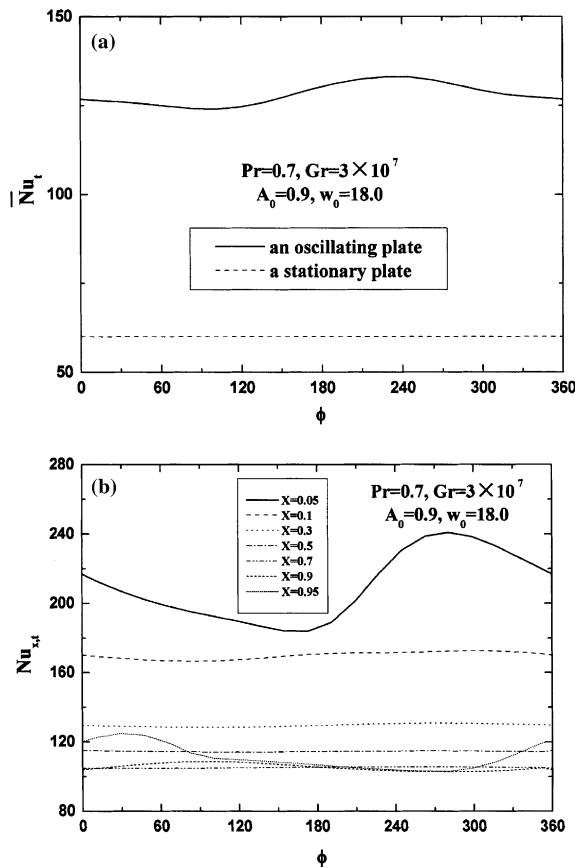 (a)
150
100
50
Nu_t
Pr=0.7, Gr=3×10^7
A_0=0.9, w_0=18.0
an oscillating plate
a stationary plate
0 60 120 180 240 300 360
ϕ
(b)
280
240
200
160
120
80
Nu_x,t
X=0.05
X=0.1
X=0.3
X=0.5
X=0.7
X=0.9
X=0.95
Pr=0.7, Gr=3×10^7
A_0=0.9, w_0=18.0
0 60 120 180 240 300 360
ϕ